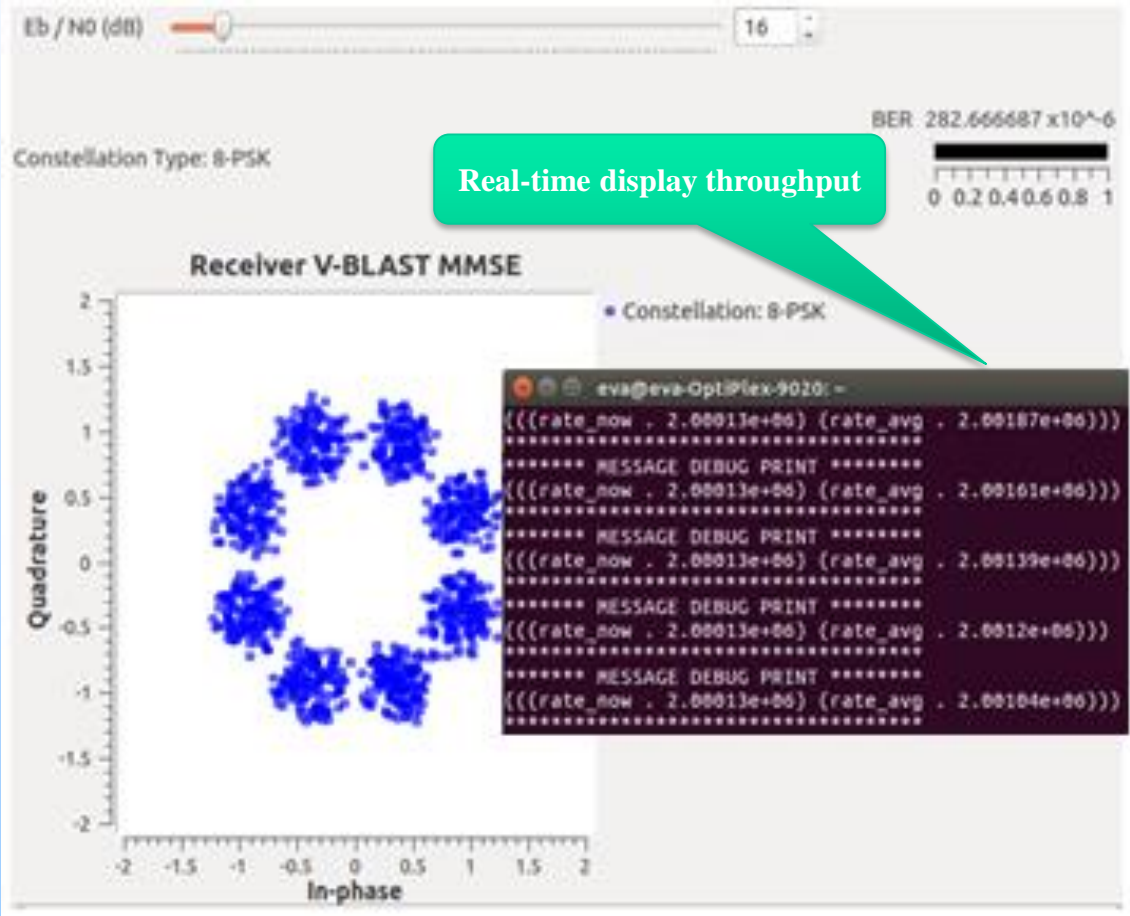 Eb / N0 (dB) 16
BER 282.666687 x10^-6
Constellation Type: 8-PSK
Real-time display throughput
0 0.2 0.4 0.6 0.8 1
Receiver V-BLAST MMSE
Constellation: 8-PSK
2
1.5
1
0.5
0
-0.5
-1
-1.5
-2
Quadrature
-2 -1.5 -1 -0.5 0 0.5 1 1.5 2
In-phase
eva@eva-OptiPlex-9020: ~
(((rate_now . 2.00013e+06) (rate_avg . 2.00187e+06)))
************************************
******* MESSAGE DEBUG PRINT ********
(((rate_now . 2.00013e+06) (rate_avg . 2.00161e+06)))
************************************
******* MESSAGE DEBUG PRINT ********
(((rate_now . 2.00013e+06) (rate_avg . 2.00139e+06)))
************************************
******* MESSAGE DEBUG PRINT ********
(((rate_now . 2.00013e+06) (rate_avg . 2.0012e+06)))
************************************
******* MESSAGE DEBUG PRINT ********
(((rate_now . 2.00013e+06) (rate_avg . 2.00104e+06)))
************************************